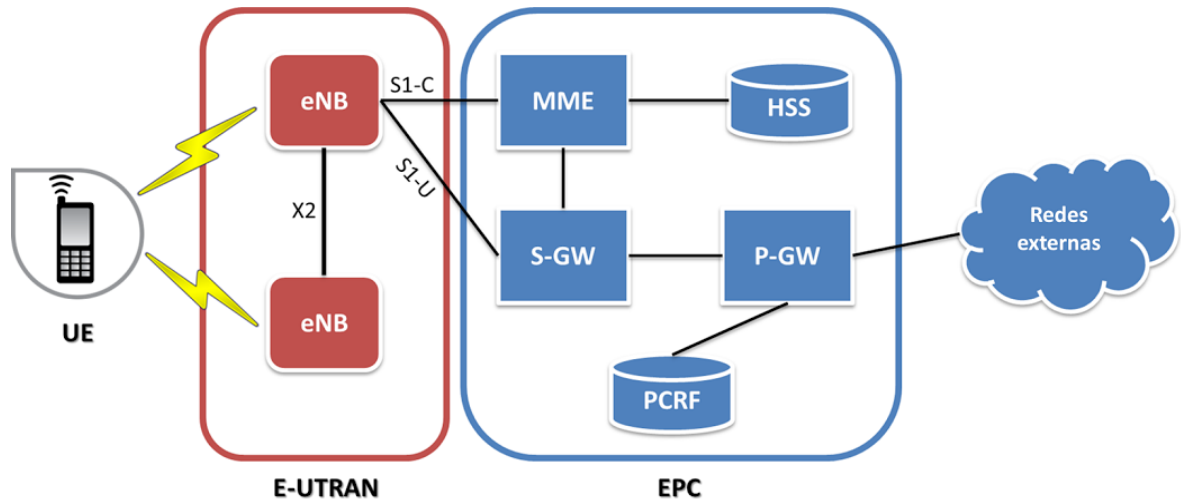 eNB
S1-C
MME
HSS
S1-U
X2
UE
eNB
S-GW
P-GW
Redes
externas
PCRF
E-UTRAN
EPC